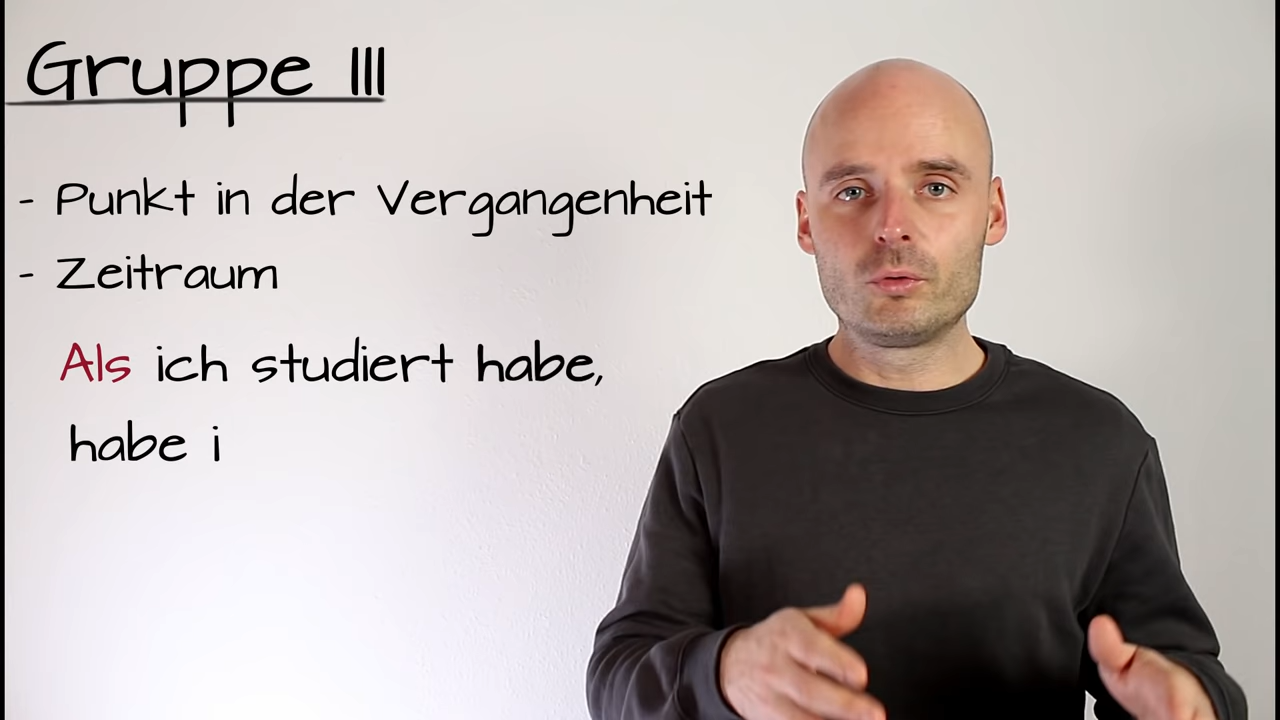 Gruppe III
- Punkt in der Vergangenheit
- Zeitraum
Als ich studiert habe,
habe i